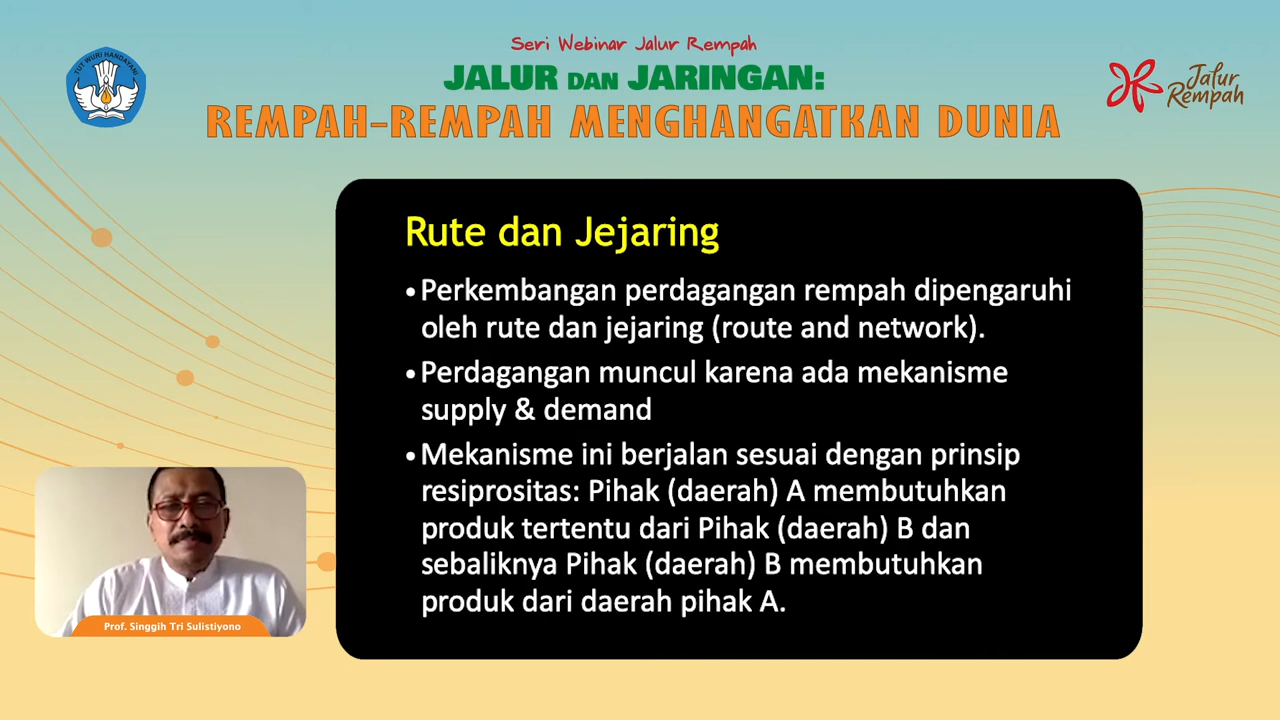 Seri Webinar Jalur Rempah
JALUR DAN JARINGAN:
REMPAH-REMPAH MENGHANGATKAN DUNIA
TUT WURI HANDAYANI
Jalur
Rempah
Rute dan Jejaring
•Perkembangan perdagangan rempah dipengaruhi
oleh rute dan jejaring (route and network).
•Perdagangan muncul karena ada mekanisme
supply & demand
•Mekanisme ini berjalan sesuai dengan prinsip
resiprositas: Pihak (daerah) A membutuhkan
produk tertentu dari Pihak (daerah) B dan
sebaliknya Pihak (daerah) B membutuhkan
produk dari daerah pihak A.
Prof. Singgih Tri Sulistiyono